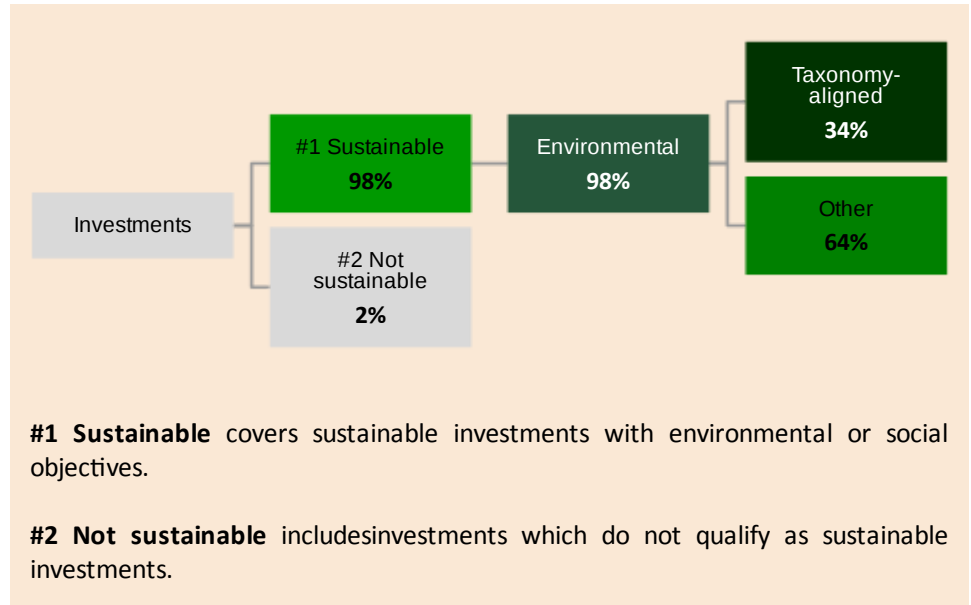 Taxonomy-
aligned
34%
#1 Sustainable
98%
Environmental
98%
Other
64%
Investments
#2 Not
sustainable
2%
#1 Sustainable covers sustainable investments with environmental or social
objectives.
#2 Not sustainable includesinvestments which do not qualify as sustainable
investments.